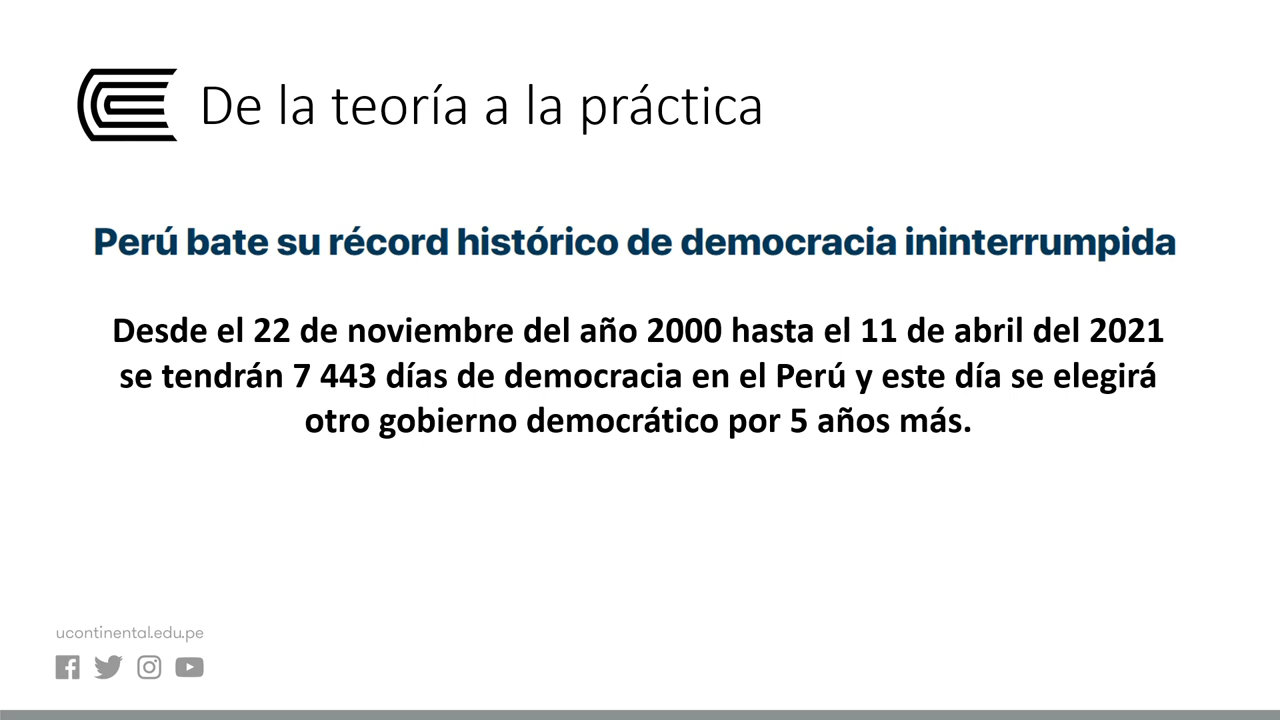 De la teoría a la práctica
Perú bate su récord histórico de democracia ininterrumpida
Desde el 22 de noviembre del año 2000 hasta el 11 de abril del 2021
se tendrán 7 443 días de democracia en el Perú y este día se elegirá
otro gobierno democrático por 5 años más.
ucontinental.edu.pe